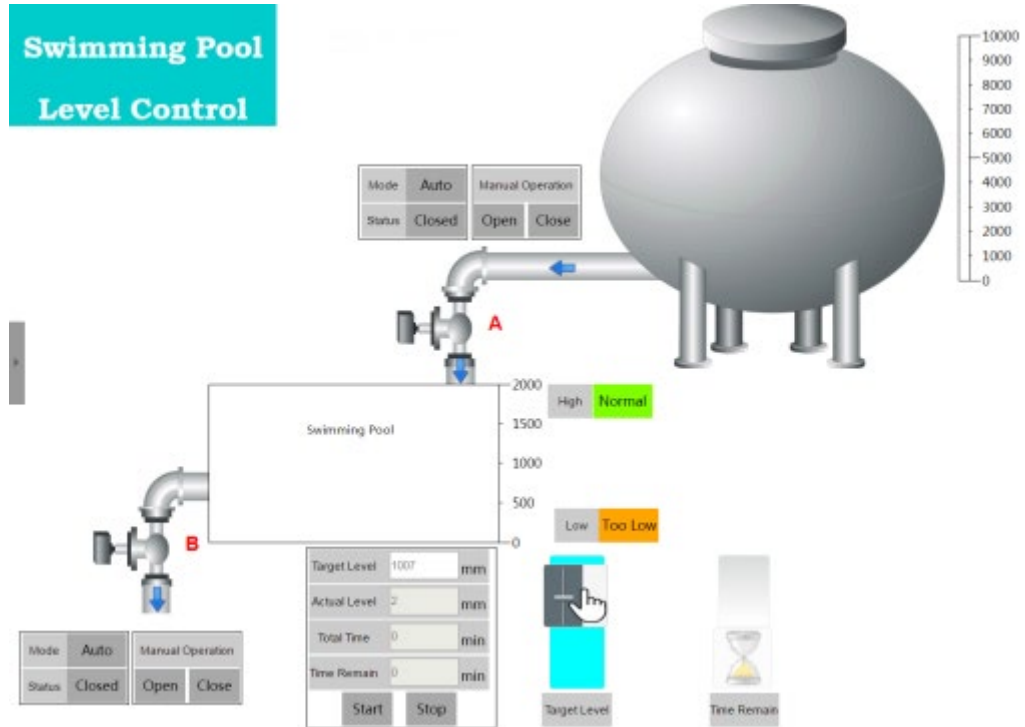 Swimming Pool
Level Control
10000
9000
8000
7000
6000
5000
4000
3000
2000
1000
0
Mode Auto Manual Operation
Status Closed Open Close
A
2000
1500
1000
500
0
High Normal
Swimming Pool
Low Too Low
B
Target Level 1007 mm
Actual Level 2 mm
Total Time 0 min
Time Remain 0 min
Start Stop
Mode Auto Manual Operation
Status Closed Open Close
Target Level
Time Remain